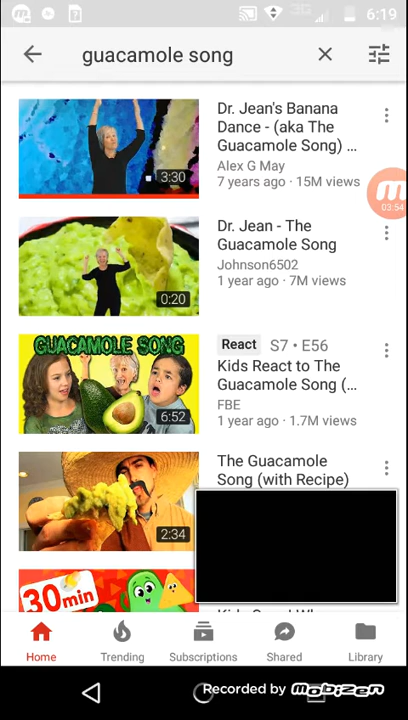 3G
6:19
guacamole song
Dr. Jean's Banana
Dance - (aka The
Guacamole Song) ...
Alex G May
7 years ago · 15M views
3:30
03:54
Dr. Jean - The
Guacamole Song
Johnson6502
1 year ago · 7M views
0:20
GUACAMOLE SONG
React S7 • E56
Kids React to The
Guacamole Song (...
FBE
1 year ago · 1.7M views
6:52
The Guacamole
Song (with Recipe)
2:34
30 min
Home
Trending
Subscriptions
Shared
Library
Recorded by mobizen